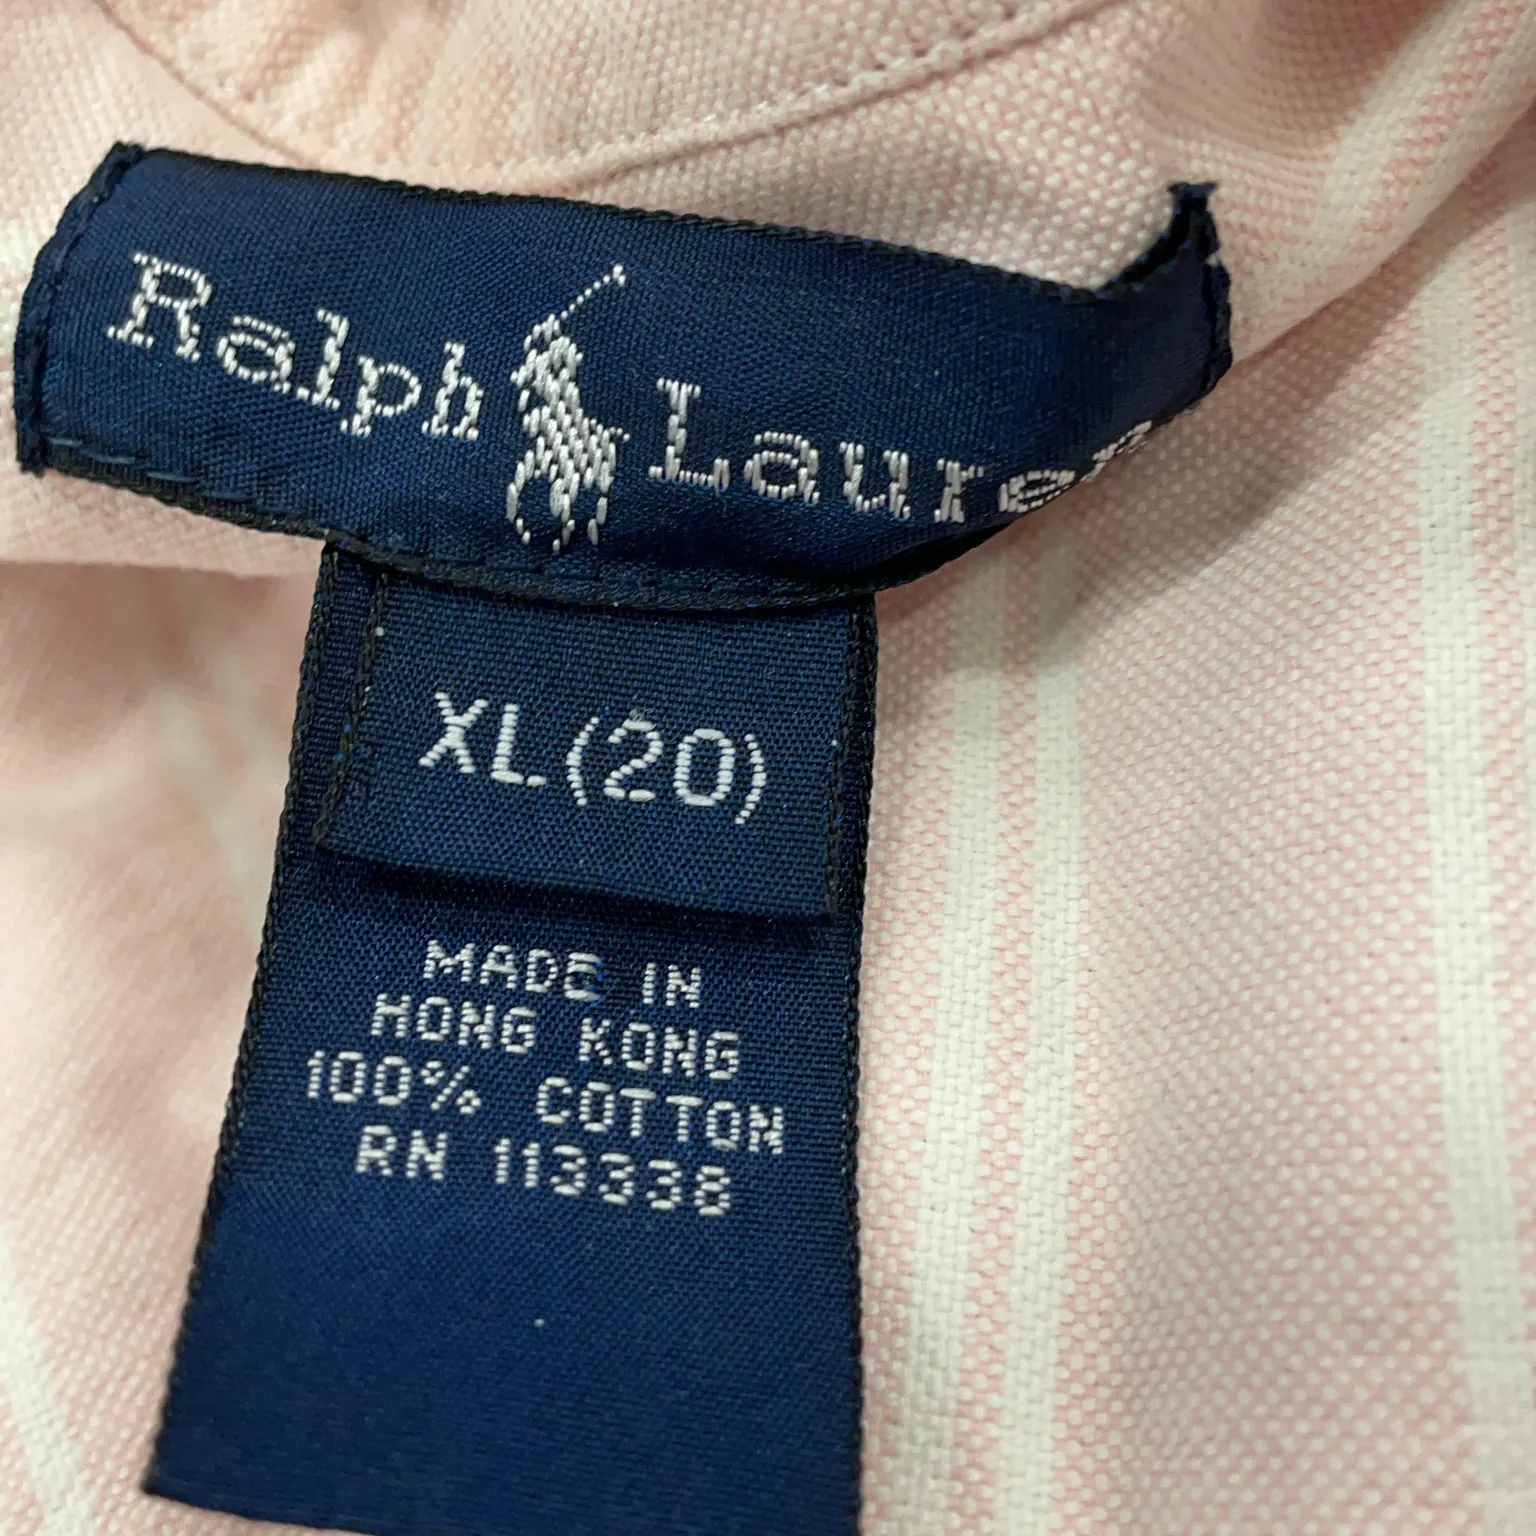 Ralph Lauren
XL (20)
MADE IN
HONG KONG
100% COTTON
RN 113338